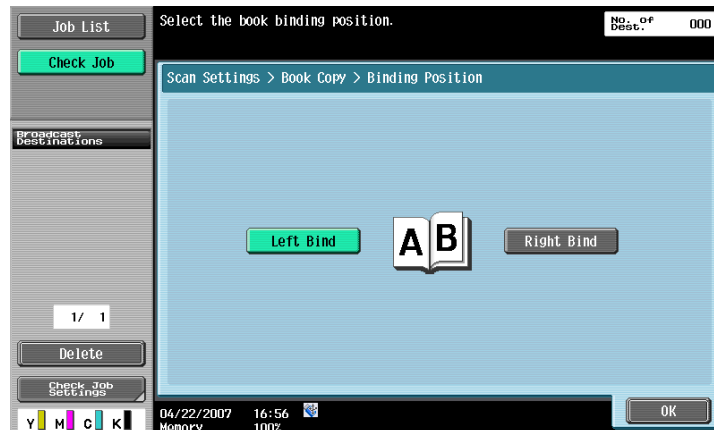 Job List
Select the book binding position.
No. of Dest. 000
Check Job
Scan Settings > Book Copy > Binding Position
Broadcast
Destinations
Left Bind
A B
Right Bind
1/ 1
Delete
Check Job
Settings
OK
04/22/2007 16:56
Y M C K
Memory 100%